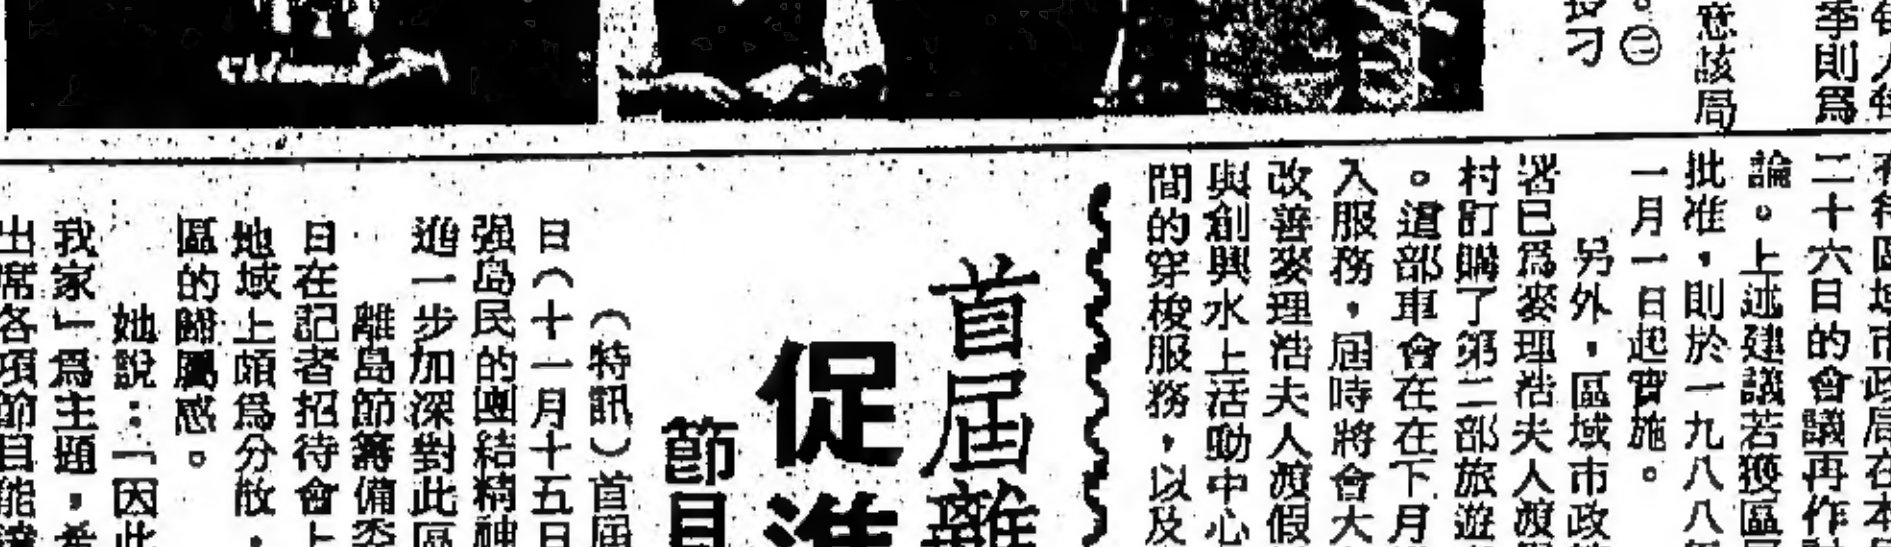 季則爲
意該局
。㊁
二十六日的會議再作
論。上述建議若獲區
批准，則於一九八八
一月一日起實施。
另外，區域市政
署已爲麥理浩夫人渡
村訂購了第二部旅遊
。這部車會在在下月
入服務，屆時將會大
改善麥理浩夫人渡假
與創興水上活動中心
間的穿梭服務，以及
首屆離
促進
節目
（特訊）首屆
日（十一月十五日
强島民的團結精神
進一步加深對此區
離島節籌備委
日在記者招待會上
地域上頗爲分散，
區的歸屬感。
她說：「因此
我家」爲主題，希
出席各項節目能